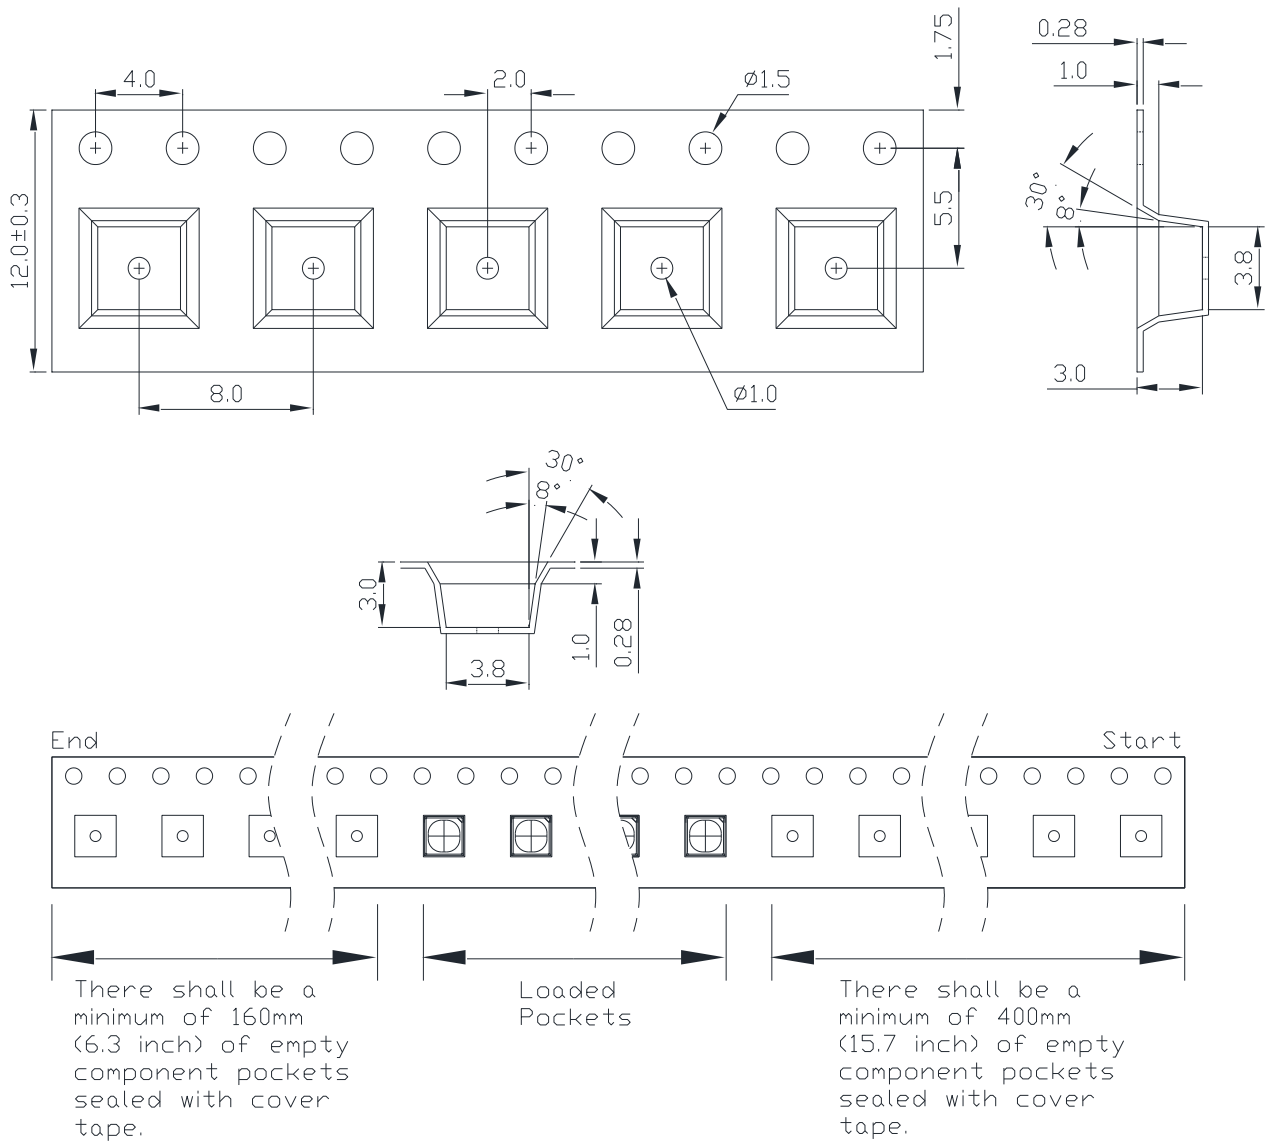 4.0
2.0
ø1.5
1.75
12.0±0.3
5.5
8.0
ø1.0
0.28
1.0
30°
8°
3.8
3.0
30°
8°
3.0
1.0
0.28
3.8
End
Start
There shall be a
minimum of 160mm
(6.3 inch) of empty
component pockets
sealed with cover
tape.
Loaded
Pockets
There shall be a
minimum of 400mm
(15.7 inch) of empty
component pockets
sealed with cover
tape.